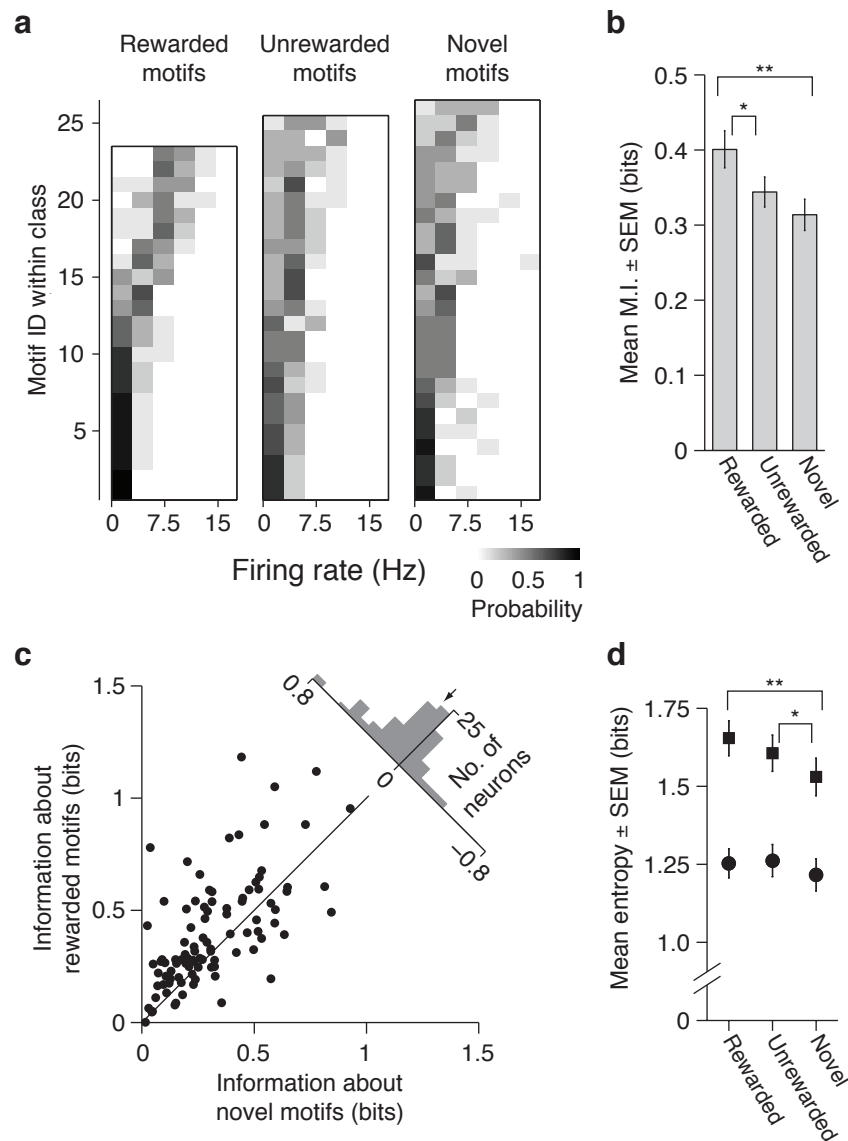 a
Rewarded
motifs
Unrewarded
motifs
Novel
motifs
Motif ID within class
25
20
15
10
5
0 7.5 15
0 7.5 15
0 7.5 15
Firing rate (Hz)
0 0.5 1
Probability
b
Mean M.I. ± SEM (bits)
0.5
0.4
0.3
0.2
0.1
0
**
*
Rewarded
Unrewarded
Novel
c
Information about
rewarded motifs (bits)
1.5
1
0.5
0
0 0.5 1 1.5
Information about
novel motifs (bits)
0.8
0
−0.8
25
No. of
neurons
d
Mean entropy ± SEM (bits)
1.75
1.5
1.25
1.0
0
**
*
Rewarded
Unrewarded
Novel